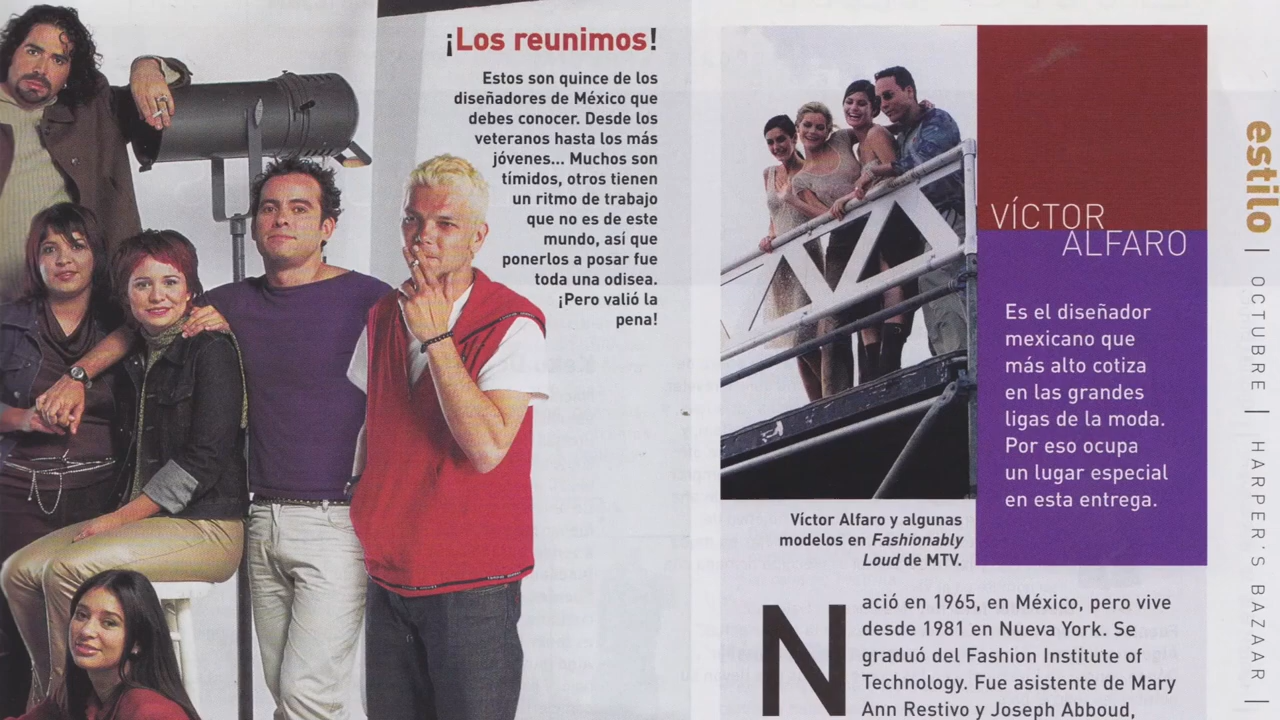 ¡Los reunimos!
Estos son quince de los
diseñadores de México que
debes conocer. Desde los
veteranos hasta los más
jóvenes... Muchos son
tímidos, otros tienen
un ritmo de trabajo
que no es de este
mundo, así que
ponerlos a posar fue
toda una odisea.
¡Pero valió la
pena!
VÍCTOR
ALFARO
Es el diseñador
mexicano que
más alto cotiza
en las grandes
ligas de la moda.
Por eso ocupa
un lugar especial
en esta entrega.
Víctor Alfaro y algunas
modelos en Fashionably
Loud de MTV.
Nació en 1965, en México, pero vive
desde 1981 en Nueva York. Se
graduó del Fashion Institute of
Technology. Fue asistente de Mary
Ann Restivo y Joseph Abboud,
estilo | OCTUBRE | HARPER'S BAZAAR |